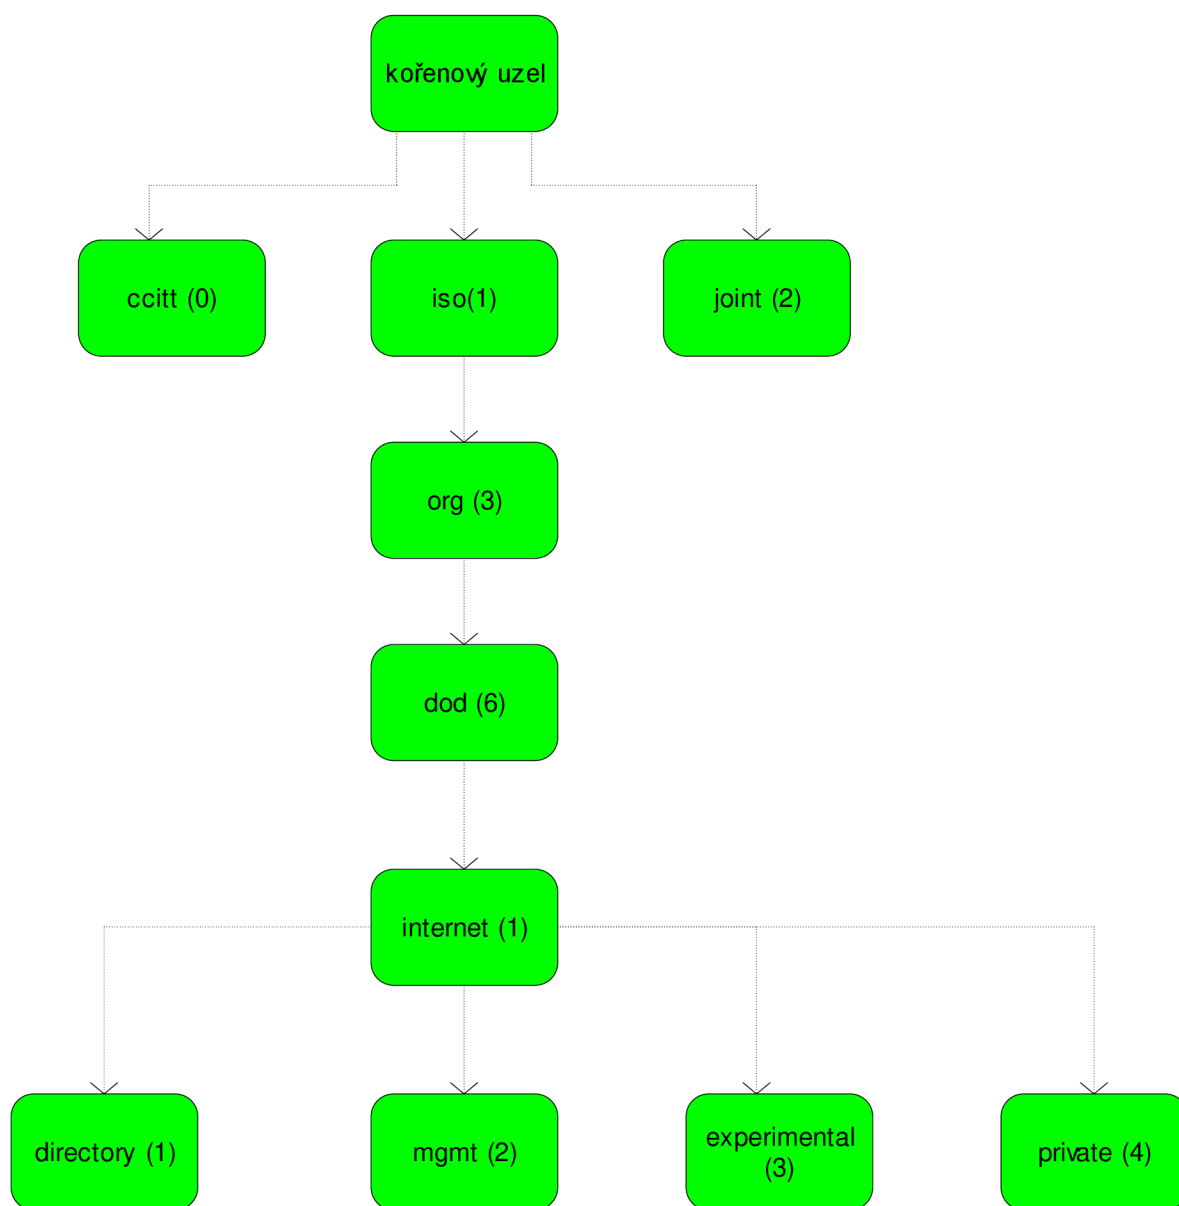 kořenový uzel
ccitt (0)
iso(1)
joint (2)
org (3)
dod (6)
internet (1)
directory (1)
mgmt (2)
experimental
(3)
private (4)